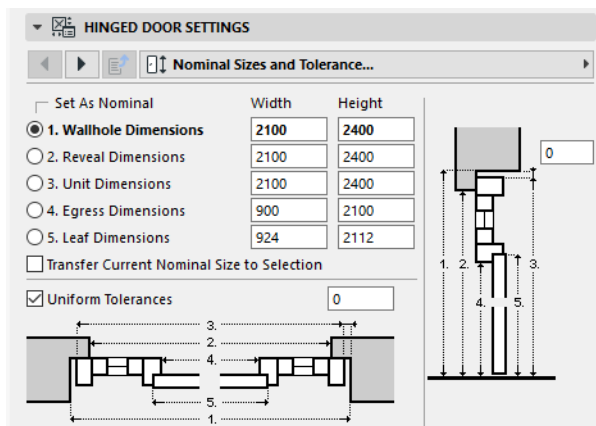 HINGED DOOR SETTINGS
Nominal Sizes and Tolerance...
Set As Nominal Width Height
1. Wallhole Dimensions 2100 2400
2. Reveal Dimensions 2100 2400
3. Unit Dimensions 2100 2400
4. Egress Dimensions 900 2100
5. Leaf Dimensions 924 2112
Transfer Current Nominal Size to Selection
Uniform Tolerances 0
3.
2.
4.
5.
1.
0
1. 2. 3.
4. 5.